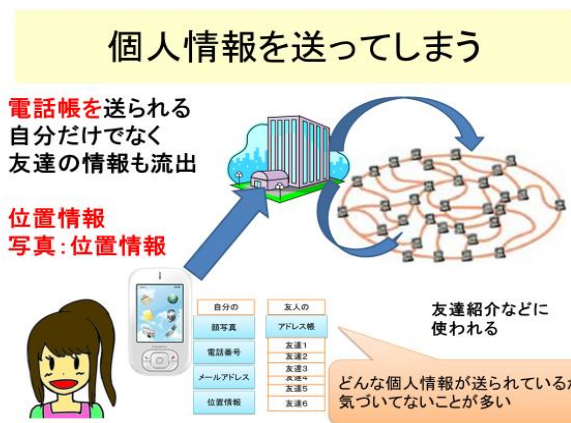 個人情報を送ってしまう
電話帳を送られる
自分だけでなく
友達の情報も流出
位置情報
写真:位置情報
自分の
顔写真
電話番号
メールアドレス
位置情報
友人の
アドレス帳
友達1
友達2
友達3
友達4
友達5
友達6
友達紹介などに
使われる
どんな個人情報が送られているか
気づいてないことが多い